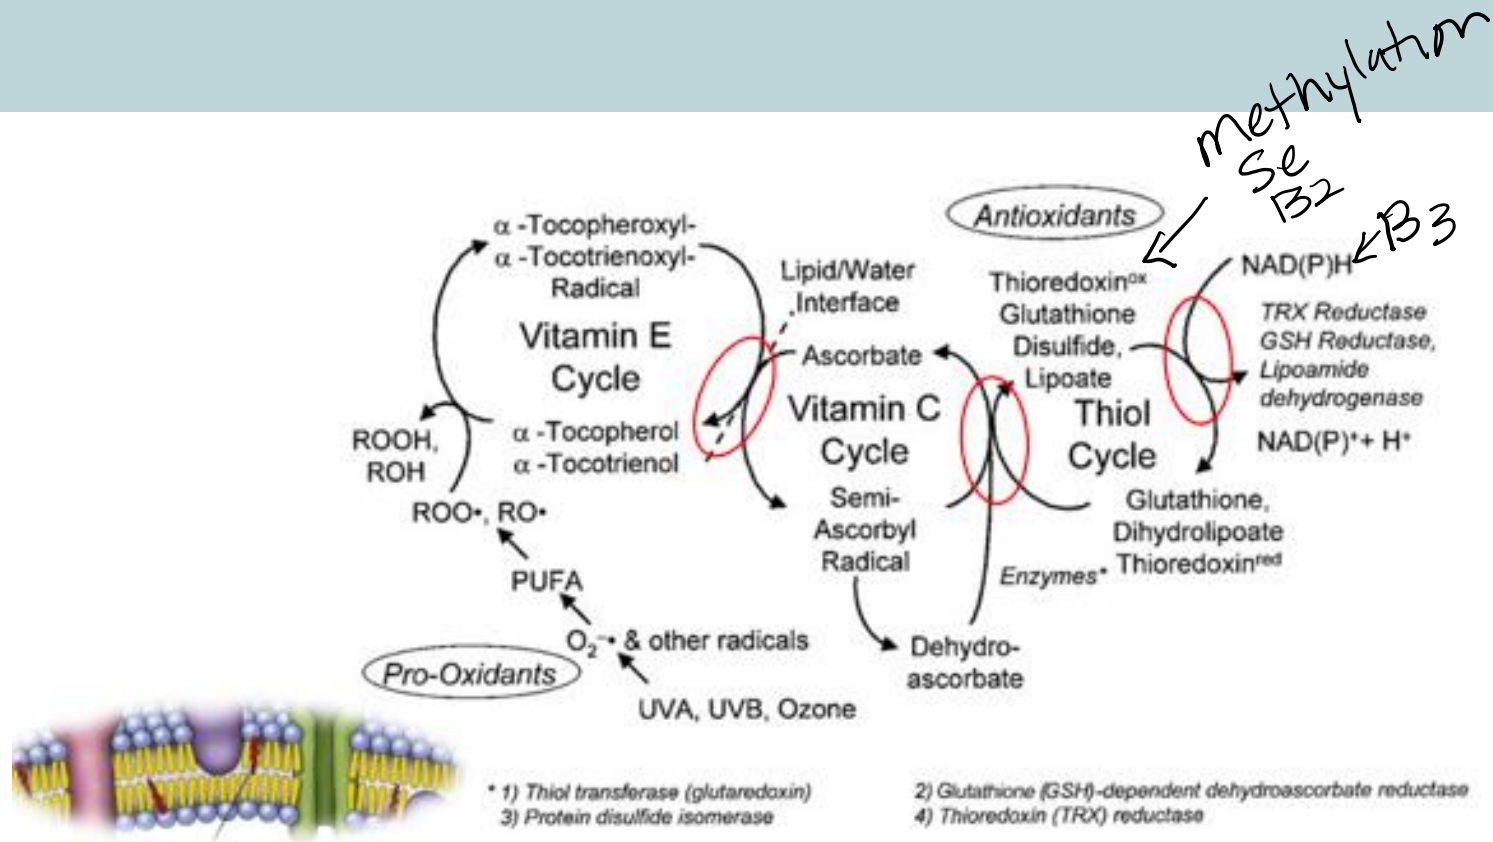 methylation
Se
B2
B3
Antioxidants
α -Tocopheroxyl-
α -Tocotrienoxyl-
Radical
Vitamin E
Cycle
α -Tocopherol
α -Tocotrienol
ROOH,
ROH
ROO•, RO•
PUFA
O₂⁻• & other radicals
Pro-Oxidants
UVA, UVB, Ozone
Lipid/Water
Interface
Ascorbate
Vitamin C
Cycle
Semi-
Ascorbyl
Radical
Dehydro-
ascorbate
Thioredoxinᵒˣ
Glutathione
Disulfide,
Lipoate
Thiol
Cycle
Glutathione,
Dihydrolipoate
Thioredoxinʳᵉᵈ
Enzymes*
NAD(P)H
TRX Reductase
GSH Reductase,
Lipoamide
dehydrogenase
NAD(P)⁺+ H⁺
* 1) Thiol transferase (glutaredoxin)
2) Glutathione (GSH)-dependent dehydroascorbate reductase
3) Protein disulfide isomerase
4) Thioredoxin (TRX) reductase